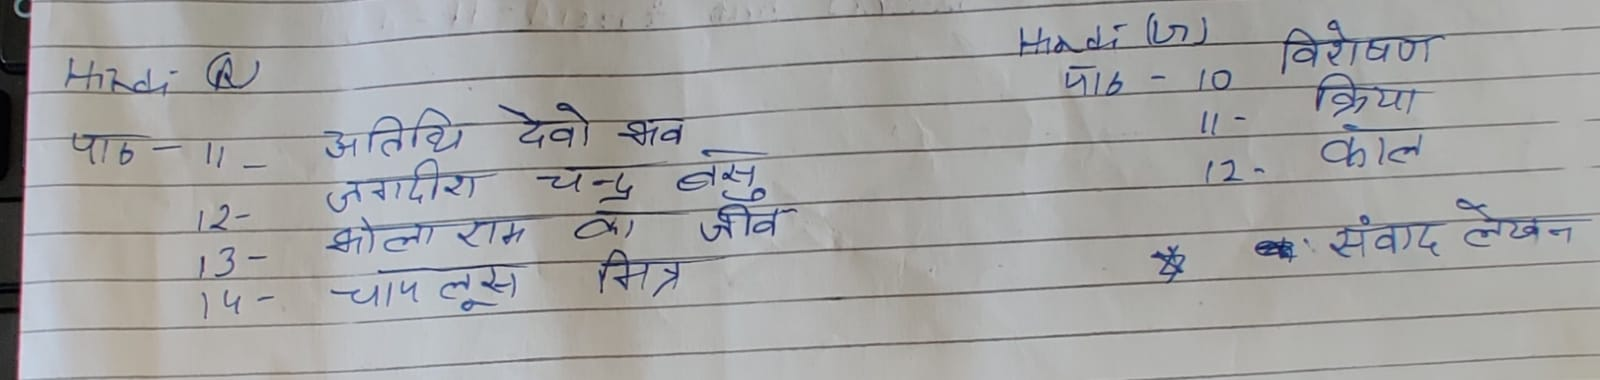 Hindi
पाठ - 11 - अतिथि देवो भव
12- जगदीश चन्द्र बसु
13- भोला राम का जीव
14- चापलूस मित्र
Hindi
पाठ - 10 विशेषण
11- क्रिया
12- काल
संवाद लेखन